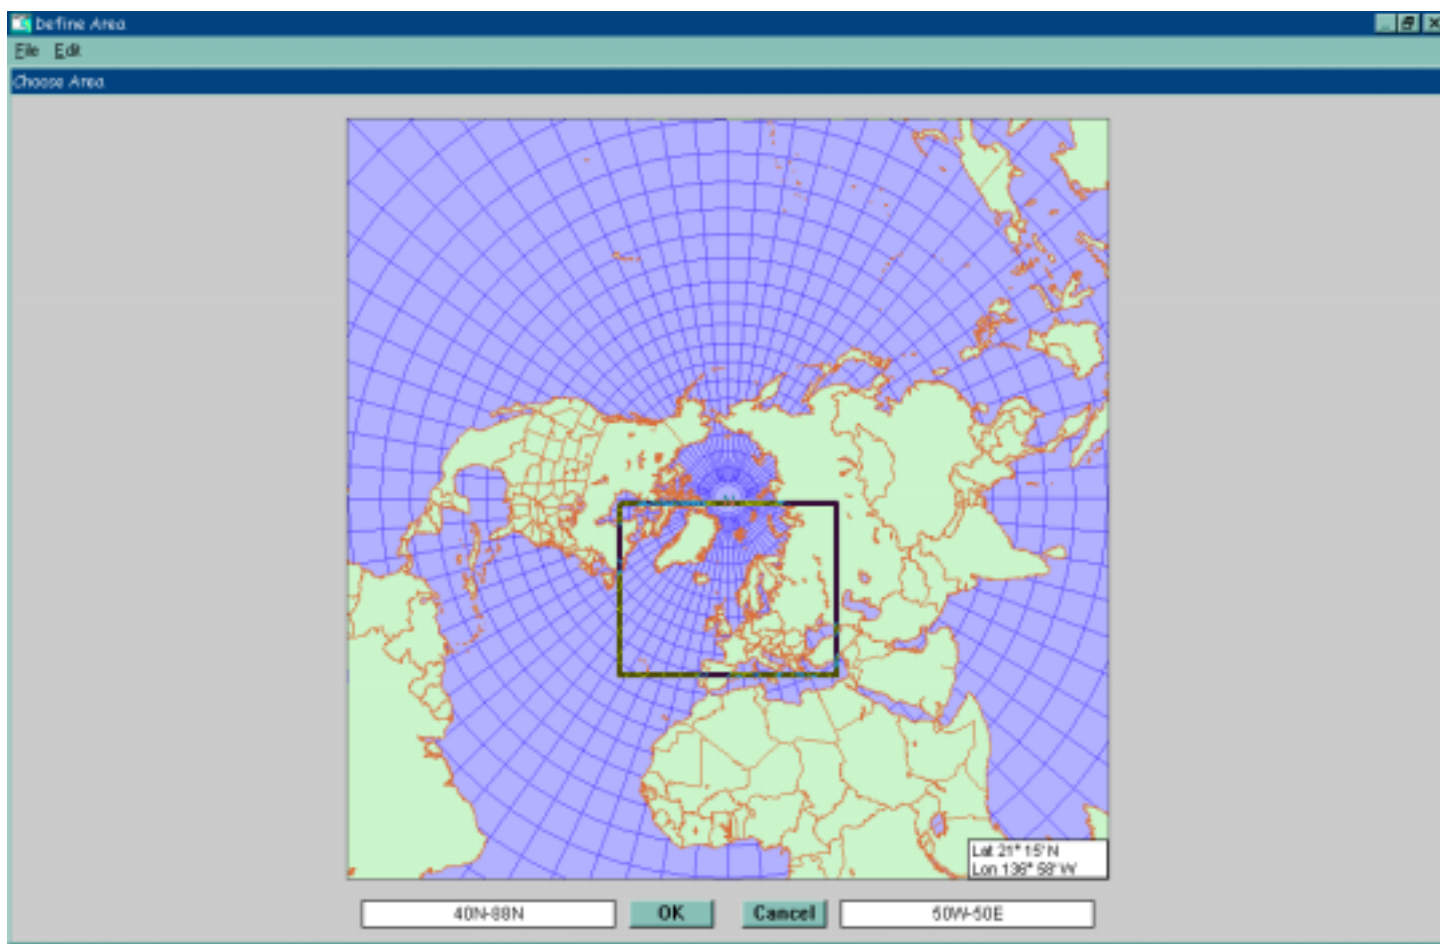 Define Area
File Edit
Choose Area
N
Lat 21° 15' N
Lon 136° 58' W
40N-88N
OK
Cancel
50W-50E